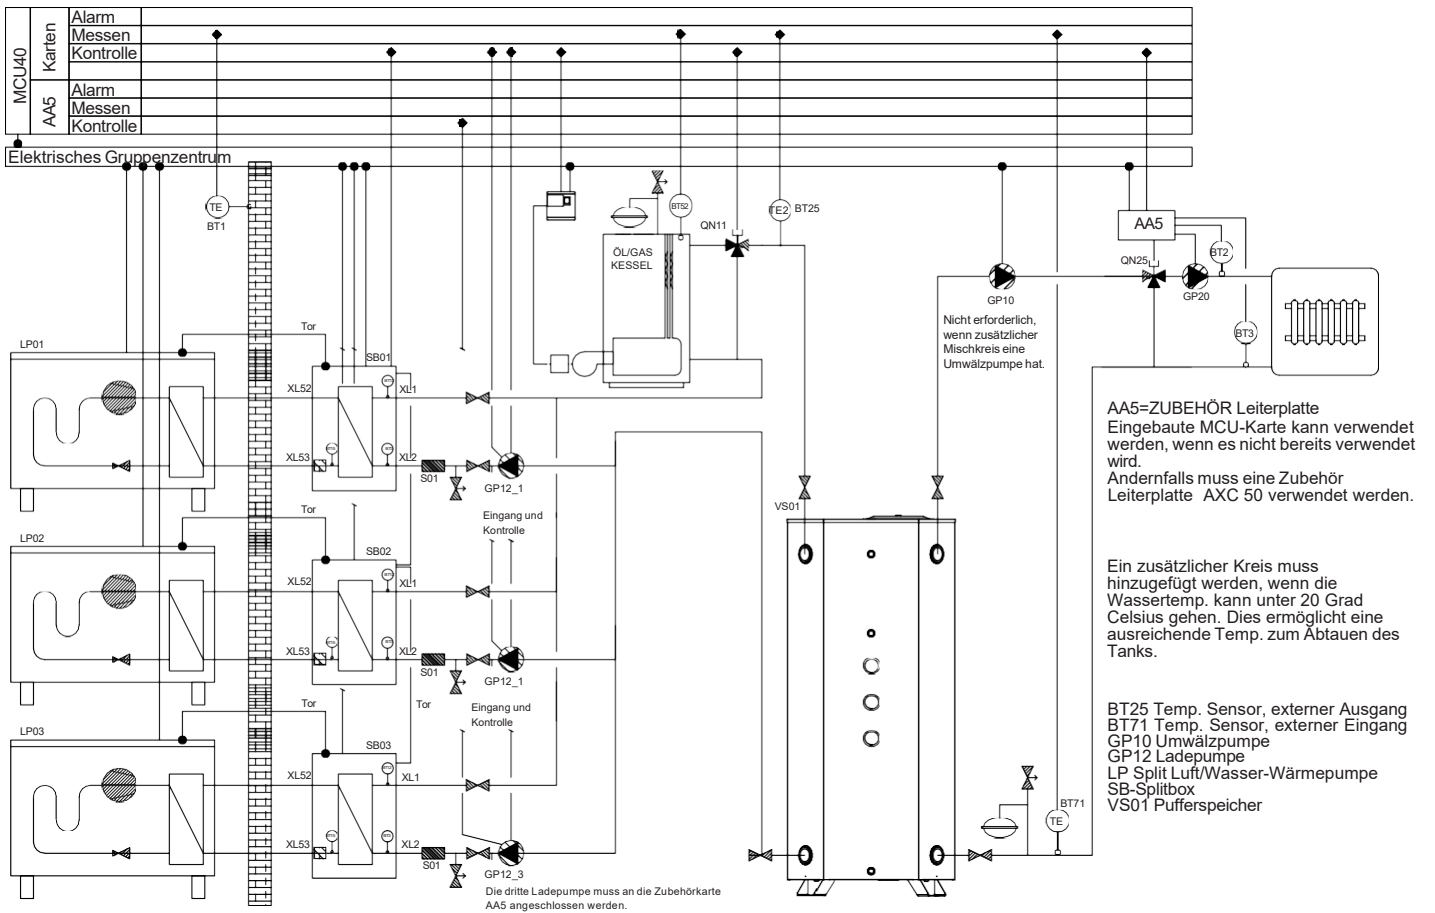 MCU40
Karten
Alarm
Messen
Kontrolle
AA5
Alarm
Messen
Kontrolle
Elektrisches Gruppenzentrum
TE
BT1
BT52
TE2
BT25
QN11
ÖL/GAS
KESSEL
AA5
QN25
BT2
GP20
BT3
GP10
Nicht erforderlich,
wenn zusätzlicher
Mischkreis eine
Umwälzpumpe hat.
LP01
Tor
SB01
XL52
XL1
XL53
XL2
S01
GP12_1
Eingang und
Kontrolle
LP02
Tor
SB02
XL52
XL1
XL53
XL2
S01
GP12_1
Eingang und
Kontrolle
LP03
Tor
Tor
SB03
XL52
XL1
XL53
XL2
S01
GP12_3
Die dritte Ladepumpe muss an die Zubehörkarte
AA5 angeschlossen werden.
VS01
BT71
TE
AA5=ZUBEHÖR Leiterplatte
Eingebaute MCU-Karte kann verwendet
werden, wenn es nicht bereits verwendet
wird.
Andernfalls muss eine Zubehör
Leiterplatte AXC 50 verwendet werden.
Ein zusätzlicher Kreis muss
hinzugefügt werden, wenn die
Wassertemp. kann unter 20 Grad
Celsius gehen. Dies ermöglicht eine
ausreichende Temp. zum Abtauen des
Tanks.
BT25 Temp. Sensor, externer Ausgang
BT71 Temp. Sensor, externer Eingang
GP10 Umwälzpumpe
GP12 Ladepumpe
LP Split Luft/Wasser-Wärmepumpe
SB-Splitbox
VS01 Pufferspeicher